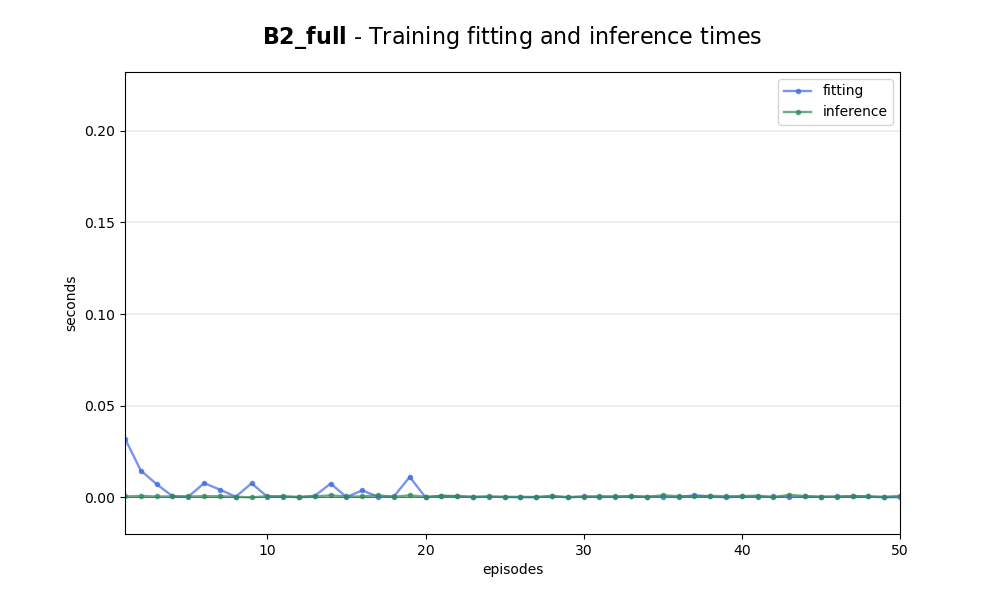 B2_full - Training fitting and inference times
fitting
inference
0.20
0.15
0.10
0.05
0.00
seconds
10
20
30
40
50
episodes